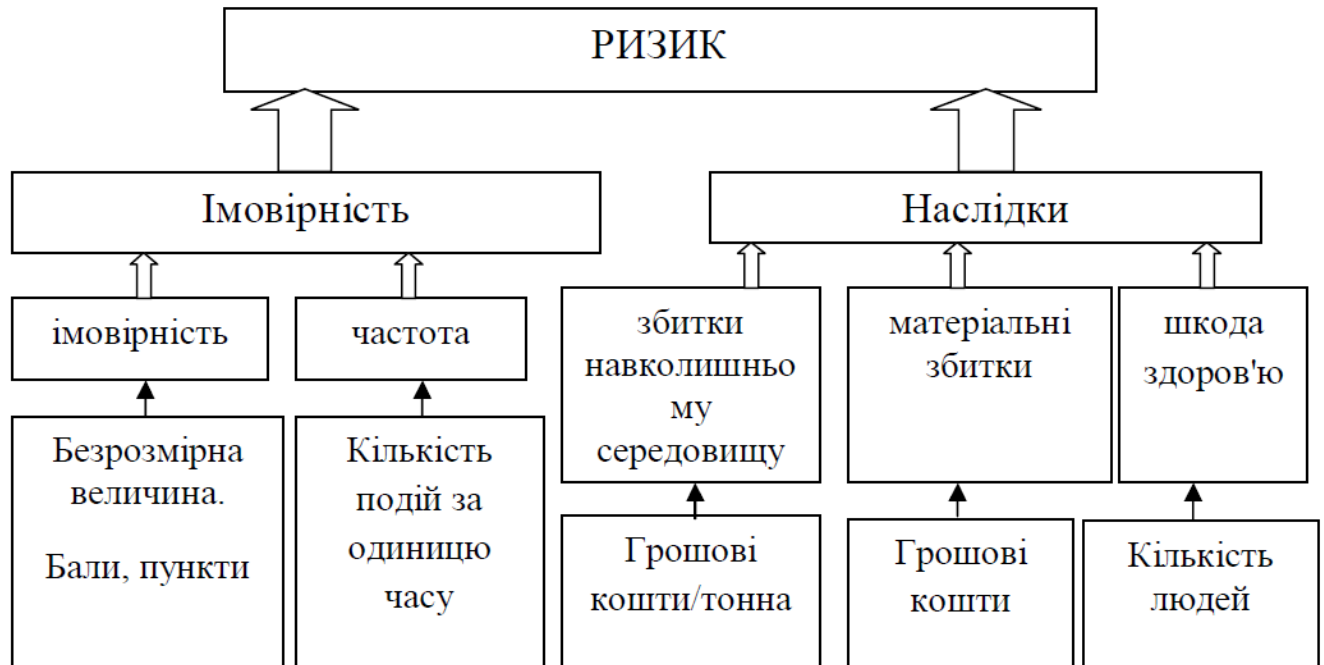 РИЗИК
Імовірність
Наслідки
імовірність
частота
збитки
навколишньо
му
середовищу
матеріальні
збитки
шкода
здоров'ю
Безрозмірна
величина.
Бали, пункти
Кількість
подій за
одиницю
часу
Грошові
кошти/тонна
Грошові
кошти
Кількість
людей